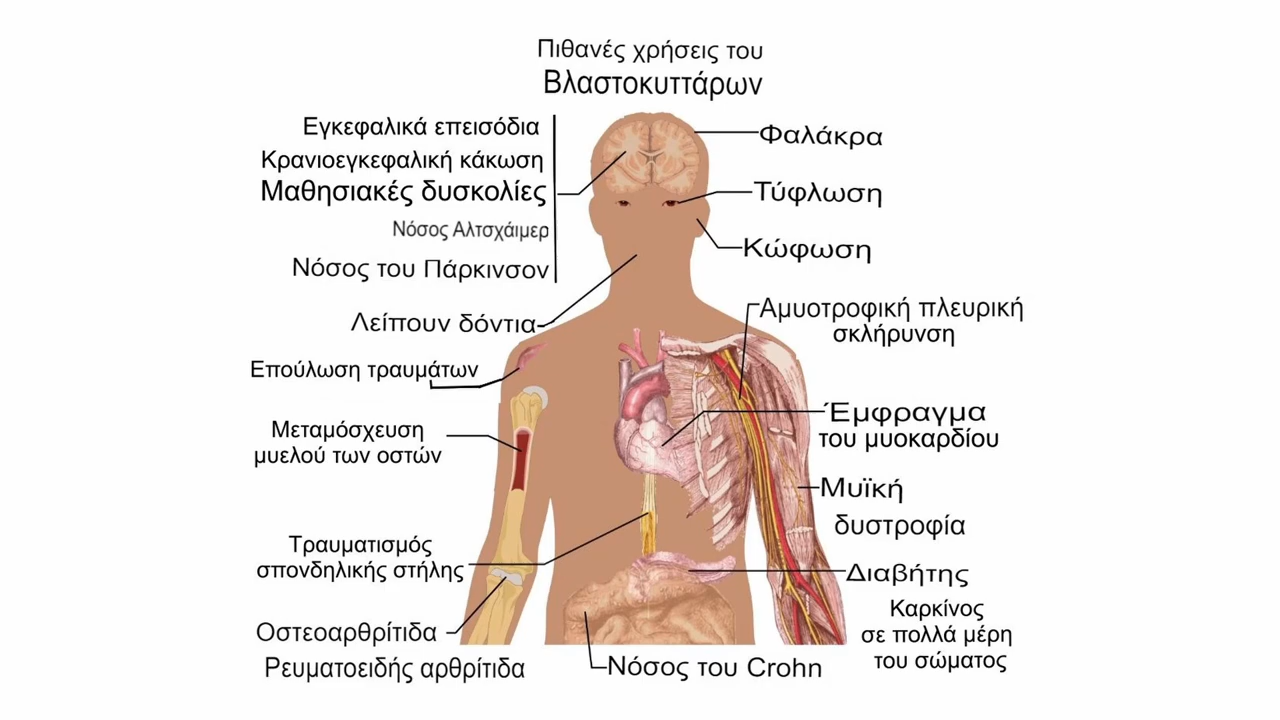 Πιθανές χρήσεις του
Βλαστοκυττάρων
Εγκεφαλικά επεισόδια
Κρανιοεγκεφαλική κάκωση
Μαθησιακές δυσκολίες
Νόσος Αλτσχάιμερ
Νόσος του Πάρκινσον
Λείπουν δόντια
Επούλωση τραυμάτων
Μεταμόσχευση
μυελού των οστών
Τραυματισμός
σπονδηλικής στήλης
Οστεοαρθρίτιδα
Ρευματοειδής αρθρίτιδα
Φαλάκρα
Τύφλωση
Κώφωση
Αμυοτροφική πλευρική
σκλήρυνση
Έμφραγμα
του μυοκαρδίου
Μυϊκή
δυστροφία
Διαβήτης
Καρκίνος
σε πολλά μέρη
του σώματος
Νόσος του Crohn